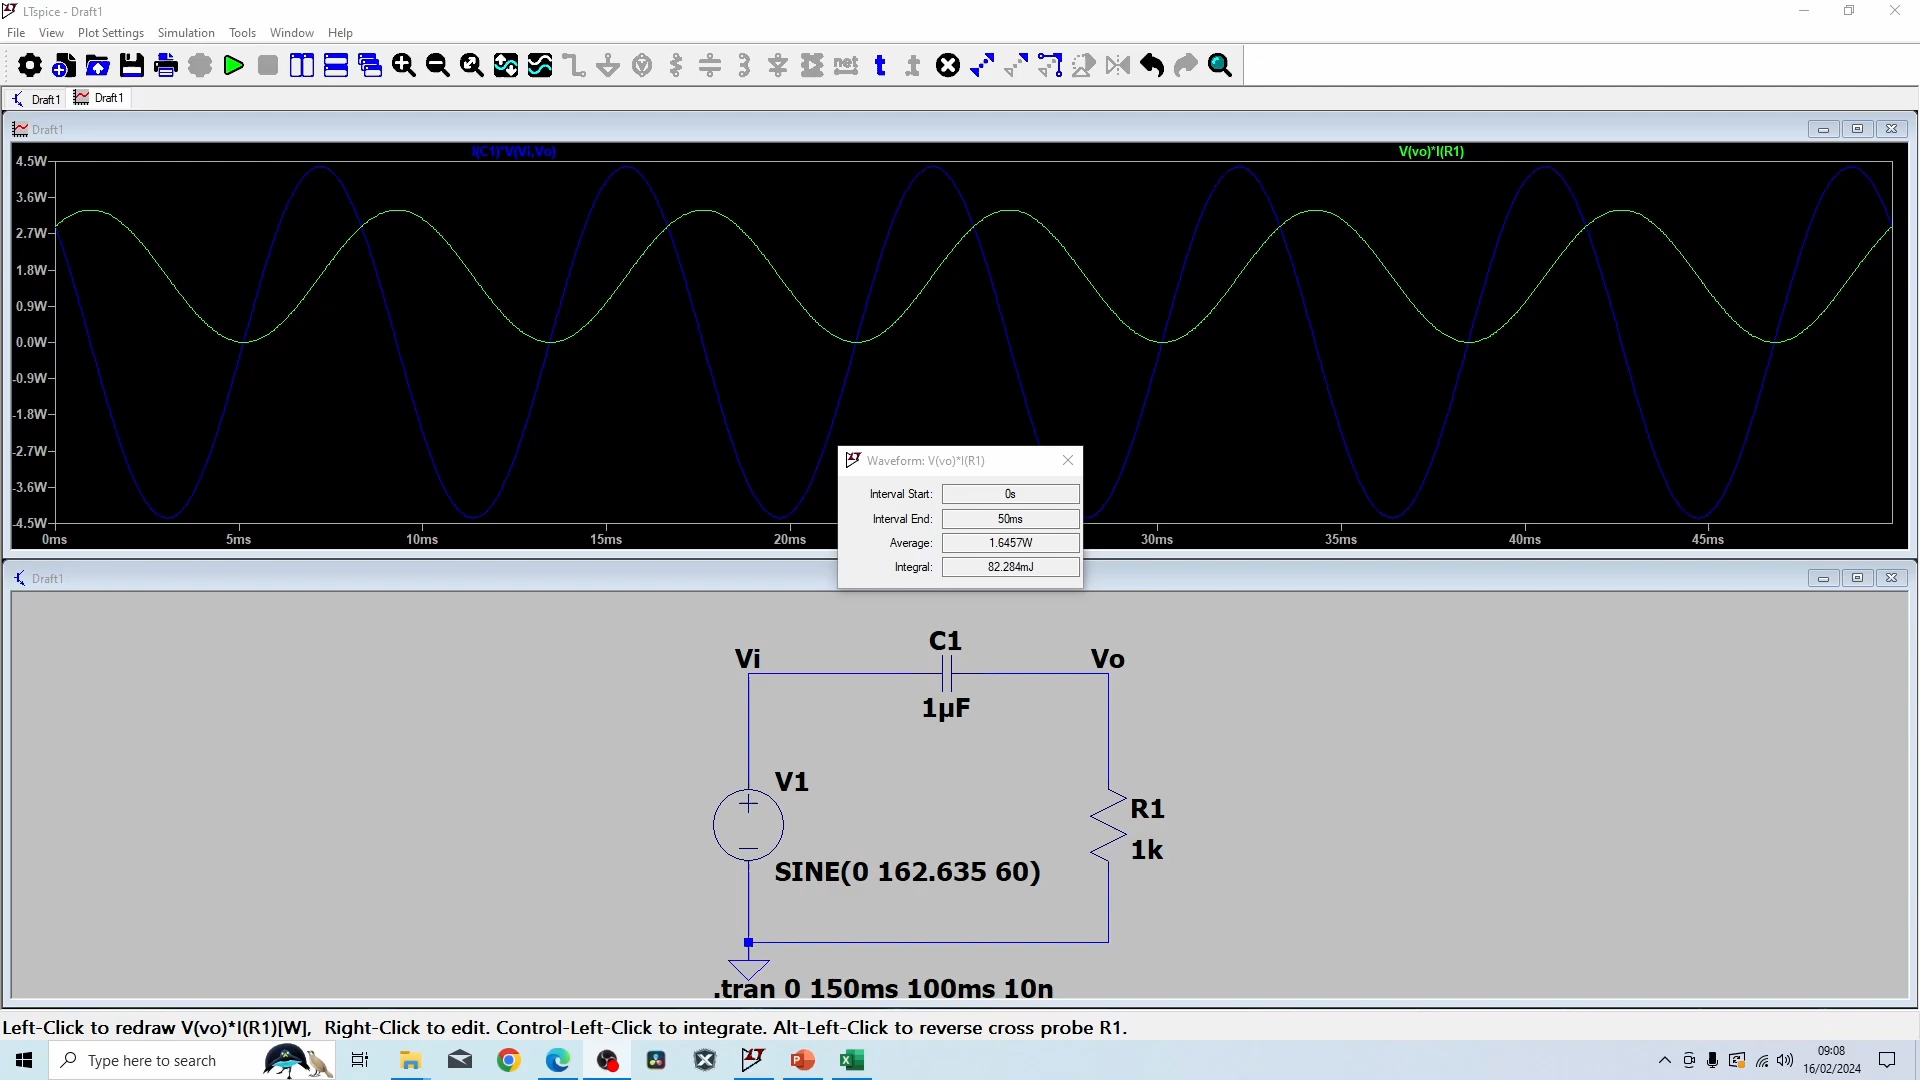 LTspice - Draft1
File View Plot Settings Simulation Tools Window Help
Draft1 Draft1
Draft1
I(C1)*V(Vi,Vo) V(vo)*I(R1)
4.5W
3.6W
2.7W
1.8W
0.9W
0.0W
-0.9W
-1.8W
-2.7W
-3.6W
-4.5W
0ms 5ms 10ms 15ms 20ms 30ms 35ms 40ms 45ms
Waveform: V(vo)*I(R1)
Interval Start: 0s
Interval End: 50ms
Average: 1.6457W
Integral: 82.284mJ
Draft1
C1
Vi Vo
1µF
V1
R1
1k
SINE(0 162.635 60)
.tran 0 150ms 100ms 10n
Left-Click to redraw V(vo)*I(R1)[W], Right-Click to edit. Control-Left-Click to integrate. Alt-Left-Click to reverse cross probe R1.
Type here to search
09:08
16/02/2024